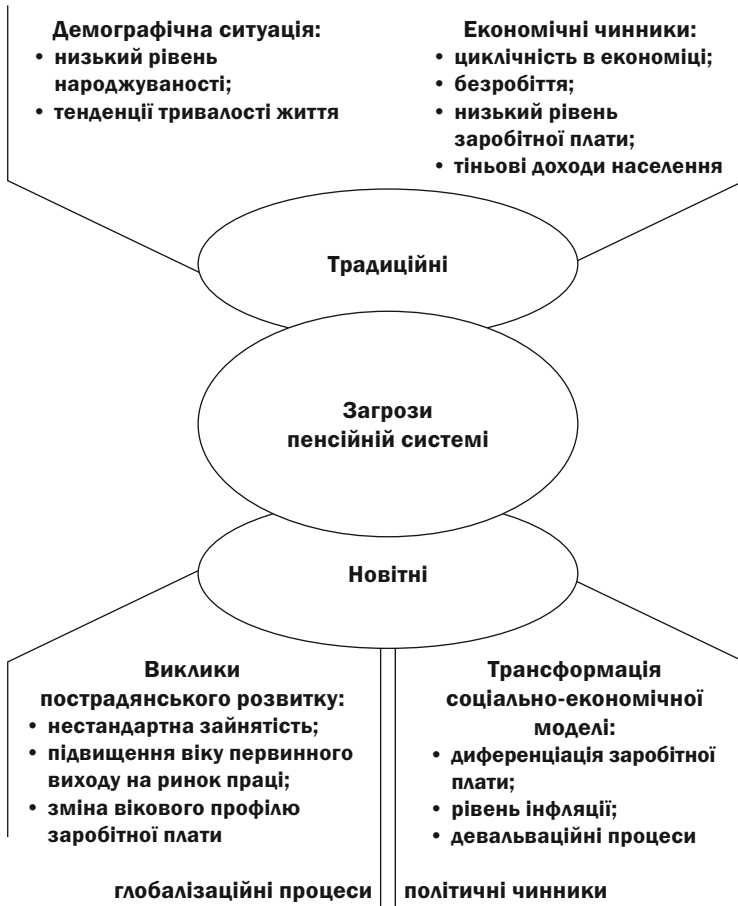 Демографічна ситуація:
• низький рівень
народжуваності;
• тенденції тривалості життя
Економічні чинники:
• циклічність в економіці;
• безробіття;
• низький рівень
заробітної плати;
• тіньові доходи населення
Традиційні
Загрози
пенсійній системі
Новітні
Виклики
пострадянського розвитку:
• нестандартна зайнятість;
• підвищення віку первинного
виходу на ринок праці;
• зміна вікового профілю
заробітної плати
Трансформація
соціально-економічної
моделі:
• диференціація заробітної
плати;
• рівень інфляції;
• девальваційні процеси
глобалізаційні процеси
політичні чинники